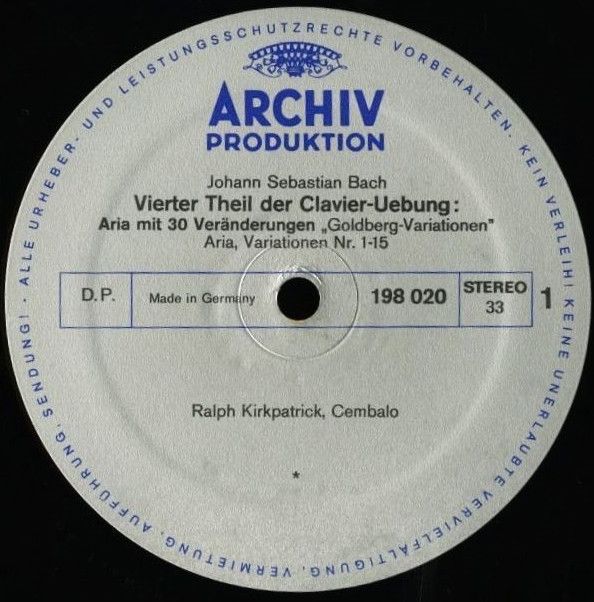 ALLE URHEBER- UND LEISTUNGSSCHUTZRECHTE VORBEHALTEN · KEIN VERLEIH! KEINE UNERLAUBTE VERVIELFÄLTIGUNG, VERMIETUNG, AUFFÜHRUNG, SENDUNG! ·
ARCHIV
PRODUKTION
Johann Sebastian Bach
Vierter Theil der Clavier-Uebung:
Aria mit 30 Veränderungen „Goldberg-Variationen"
Aria, Variationen Nr. 1-15
D.P. Made in Germany 198 020 STEREO 33 1
Ralph Kirkpatrick, Cembalo
*